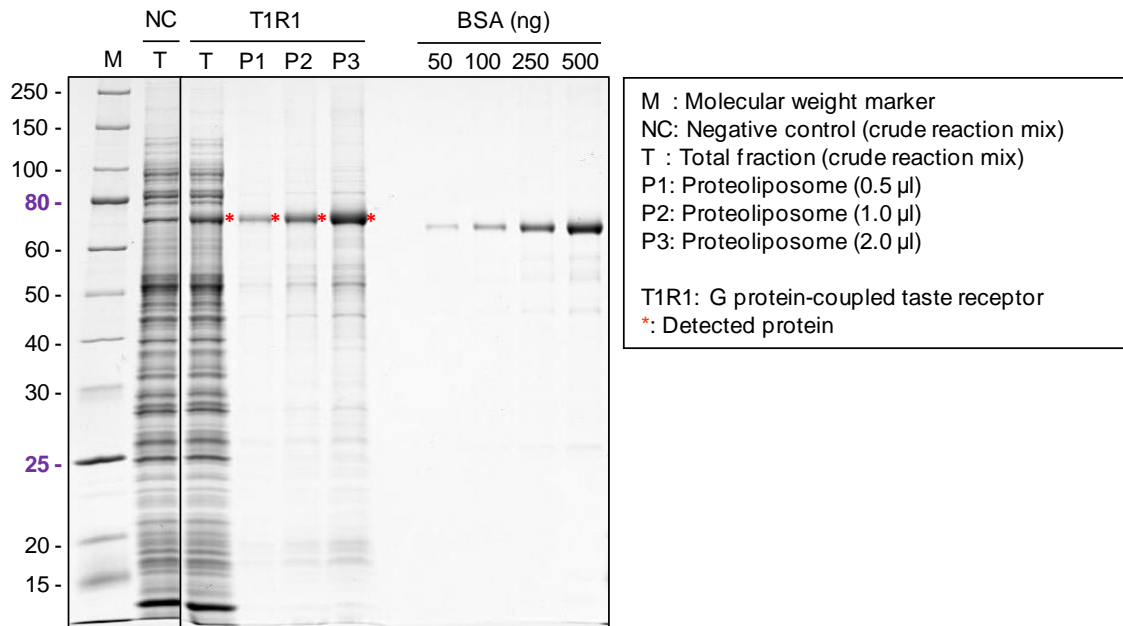 NC T1R1 BSA (ng)
M T T P1 P2 P3 50 100 250 500
250 -
150 -
100 -
80 -
60 -
50 -
40 -
30 -
25 -
20 -
15 -
* * * *
M : Molecular weight marker
NC: Negative control (crude reaction mix)
T : Total fraction (crude reaction mix)
P1: Proteoliposome (0.5 µl)
P2: Proteoliposome (1.0 µl)
P3: Proteoliposome (2.0 µl)
T1R1: G protein-coupled taste receptor
*: Detected protein